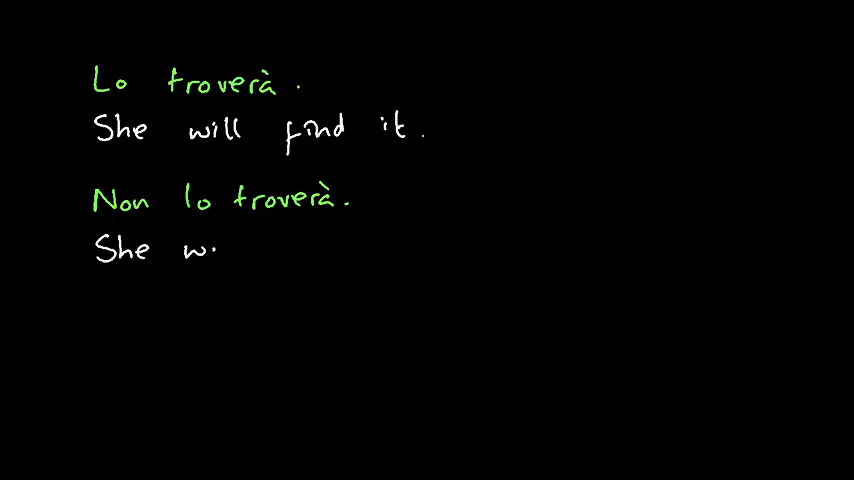 Lo troverà.
She will find it.
Non lo troverà.
She w